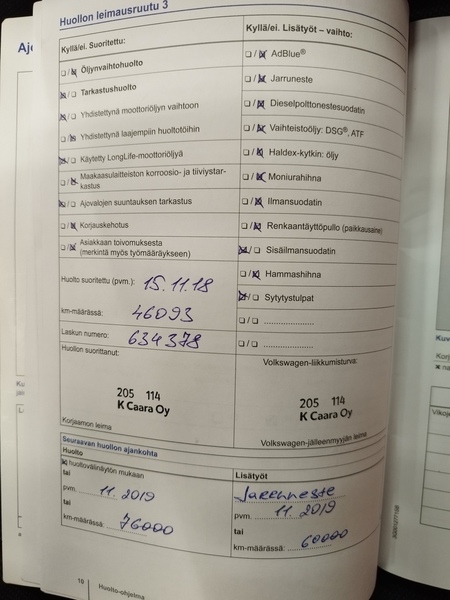 Huollon leimausruutu 3
Kyllä/ei. Suoritettu:
☐/☒ Öljynvaihtohuolto
☒/☐ Tarkastushuolto
☒/☐ Yhdistettynä moottoriöljyn vaihtoon
☐/☒ Yhdistettynä laajempiin huoltotöihin
☒/☐ Käytetty LongLife-moottoriöljyä
☐/☒ Maakaasulaitteiston korroosio- ja tiiviystar-
kastus
☒/☐ Ajovalojen suuntauksen tarkastus
☐/☒ Korjauskehotus
☐/☒ Asiakkaan toivomuksesta
(merkintä myös työmääräykseen)
Huolto suoritettu (pvm.): 15.11.18
km-määrässä: 46093
Laskun numero: 634378
Huollon suorittanut:
205 114
K Caara Oy
Korjaamon leima
Kyllä/ei. Lisätyöt – vaihto:
☐/☒ AdBlue®
☐/☒ Jarruneste
☐/☒ Dieselpolttonestesuodatin
☐/☒ Vaihteistoöljy: DSG®, ATF
☐/☒ Haldex-kytkin: öljy
☐/☒ Moniurahihna
☐/☒ Ilmansuodatin
☐/☒ Renkaantäyttöpullo (paikkausaine)
☒/☐ Sisäilmansuodatin
☐/☒ Hammashihna
☒/☐ Sytytystulpat
☐/☐ ......................
☐/☐ ......................
Volkswagen-liikkumisturva:
205 114
K Caara Oy
Volkswagen-jälleenmyyjän leima
Seuraavan huollon ajankohta
Huolto
☒ huoltovälinäytön mukaan
tai
pvm. 11. 2019
tai
km-määrässä: 76000
Lisätyöt
Jarruneste
pvm. 11. 2019
tai
km-määrässä: 60000
10 Huolto-ohjelma